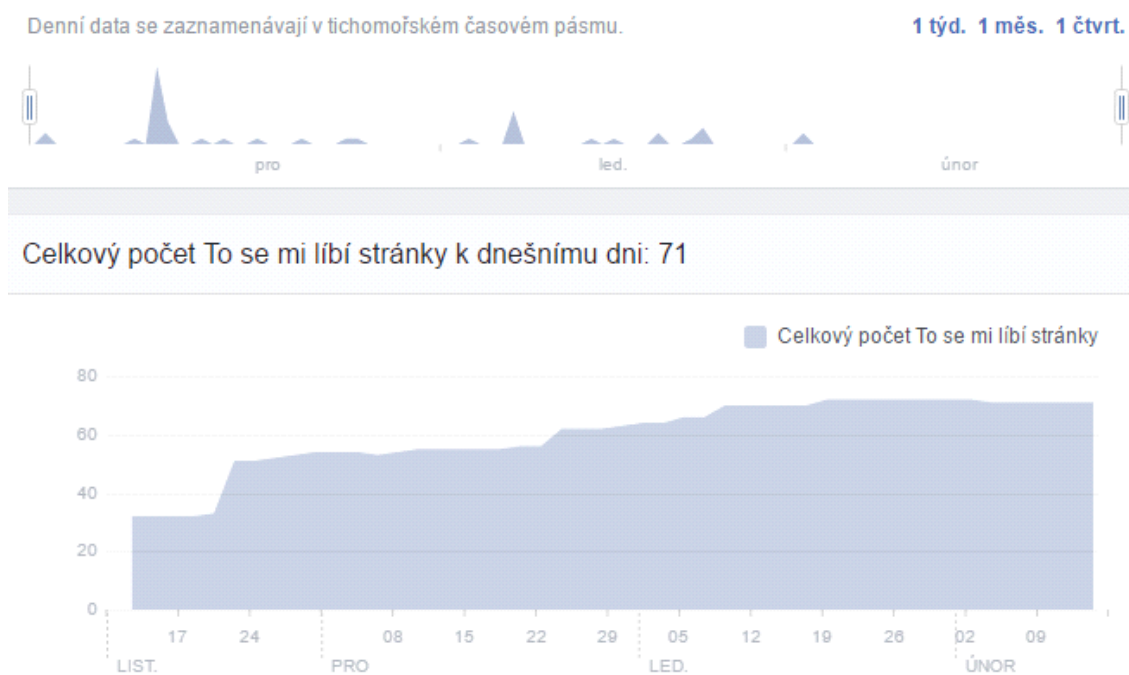 Denní data se zaznamenávají v tichomořském časovém pásmu. 1 týd. 1 měs. 1 čtvrt.
pro led. únor
Celkový počet To se mi líbí stránky k dnešnímu dni: 71
Celkový počet To se mi líbí stránky
80
60
40
20
0
17 24 08 15 22 29 05 12 19 26 02 09
LIST. PRO LED. ÚNOR